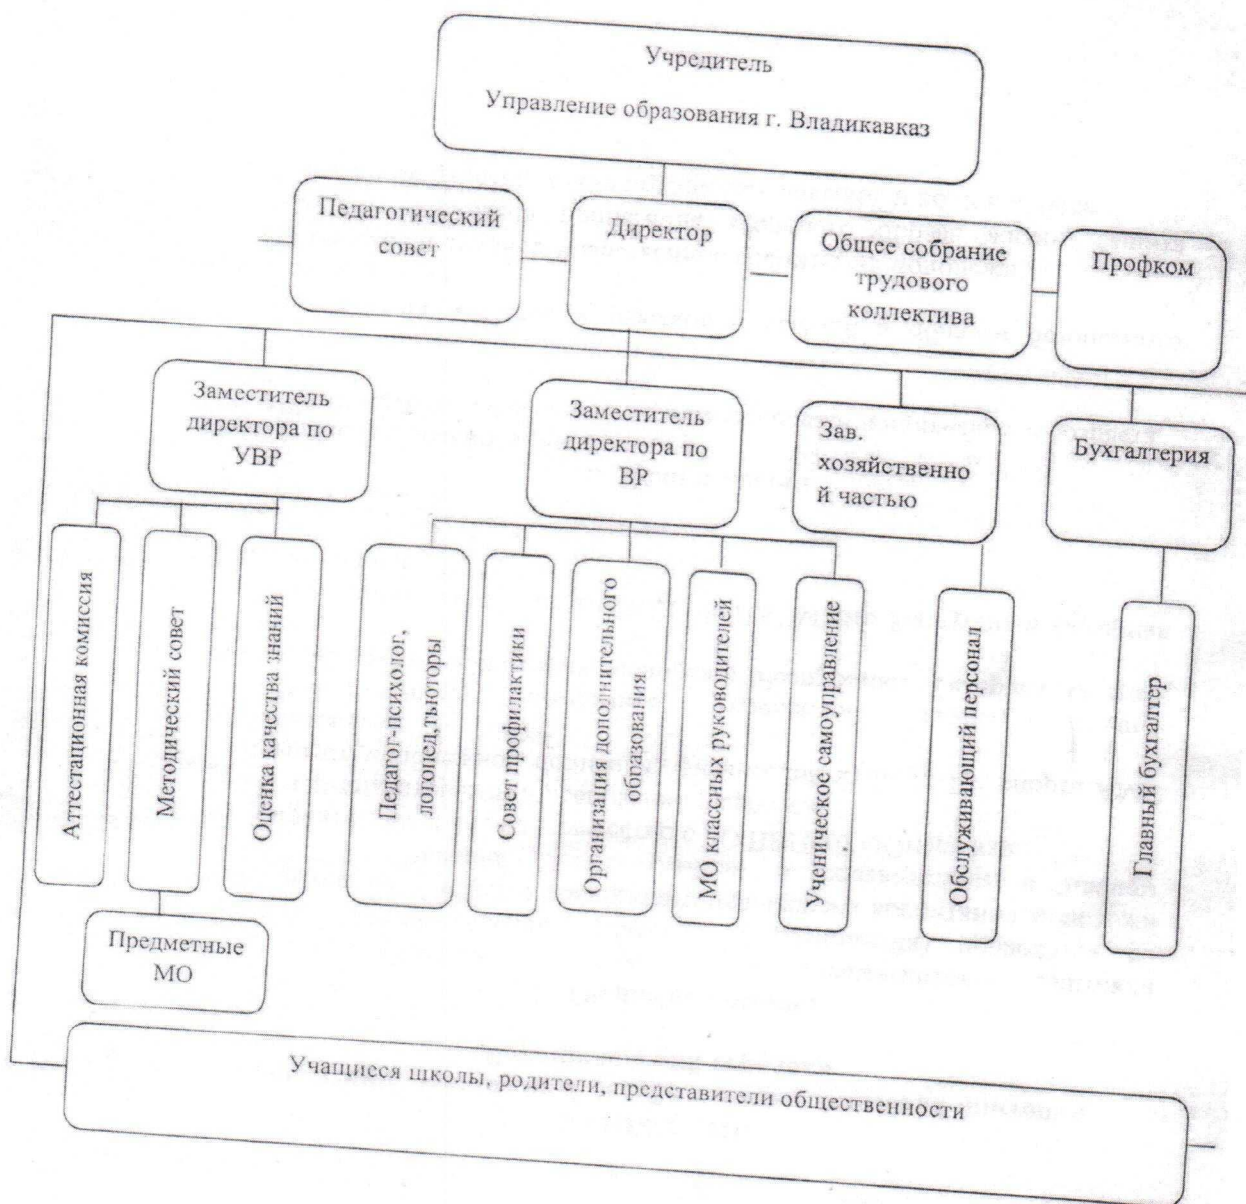 Учредитель
Управление образования г. Владикавказ
Педагогический
совет
Директор
Общее собрание
трудового
коллектива
Профком
Заместитель
директора по
УВР
Заместитель
директора по
ВР
Зав.
хозяйственно
й частью
Бухгалтерия
Аттестационная комиссия
Методический совет
Оценка качества знаний
Педагог-психолог,
логопед,тьюторы
Совет профилактики
Организация дополнительного
образования
МО классных руководителей
Ученическое самоуправление
Обслуживающий персонал
Главный бухгалтер
Предметные
МО
Учащиеся школы, родители, представители общественности